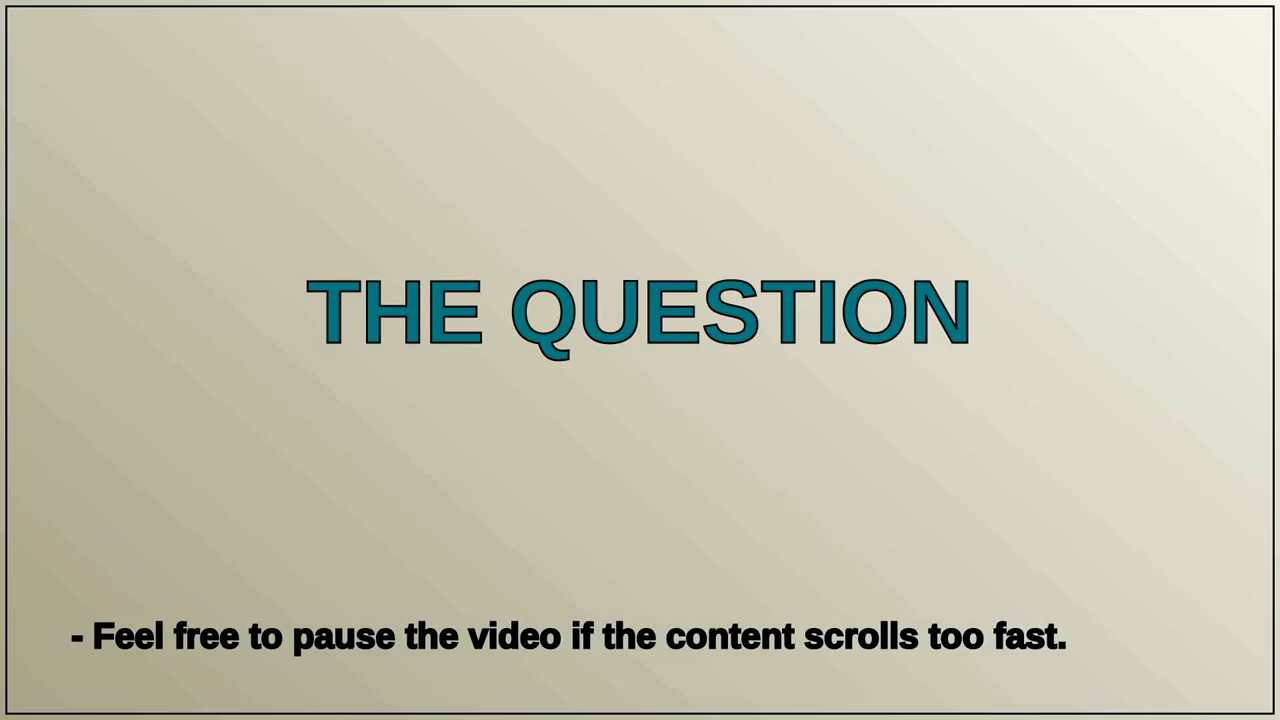 THE QUESTION
- Feel free to pause the video if the content scrolls too fast.